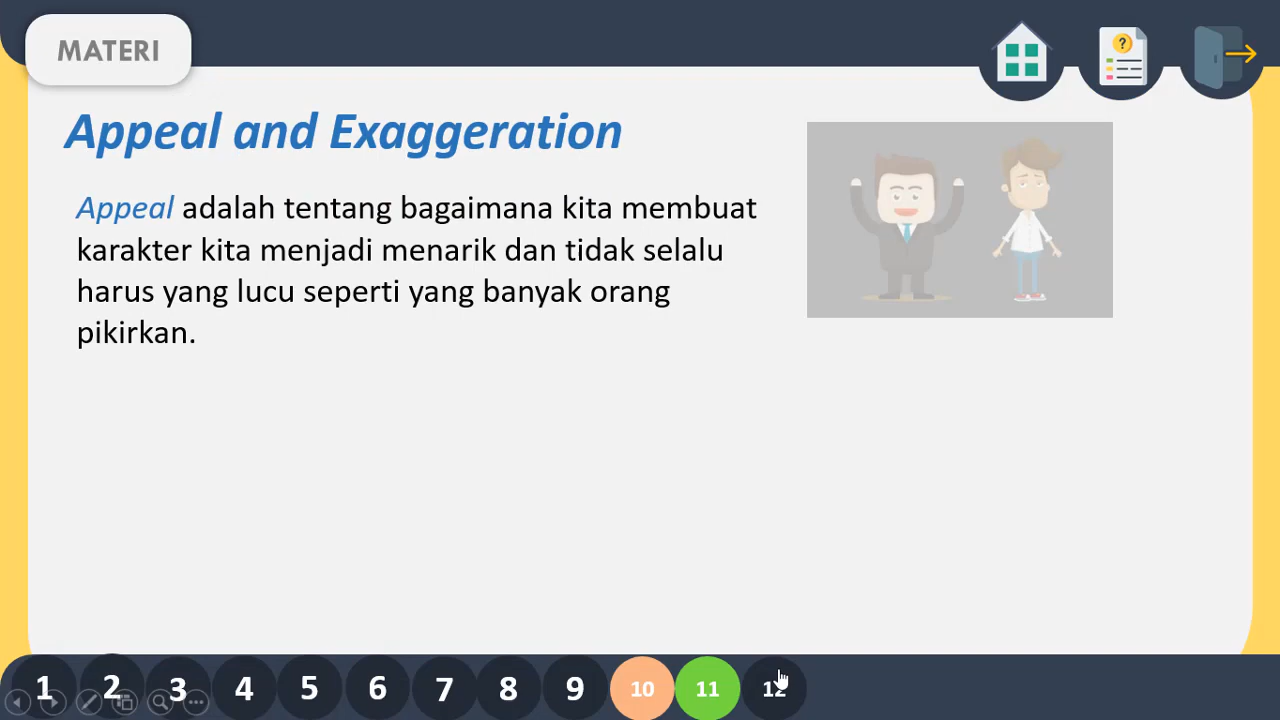 MATERI
?
Appeal and Exaggeration
Appeal adalah tentang bagaimana kita membuat
karakter kita menjadi menarik dan tidak selalu
harus yang lucu seperti yang banyak orang
pikirkan.
1 2 3 4 5 6 7 8 9 10 11 12